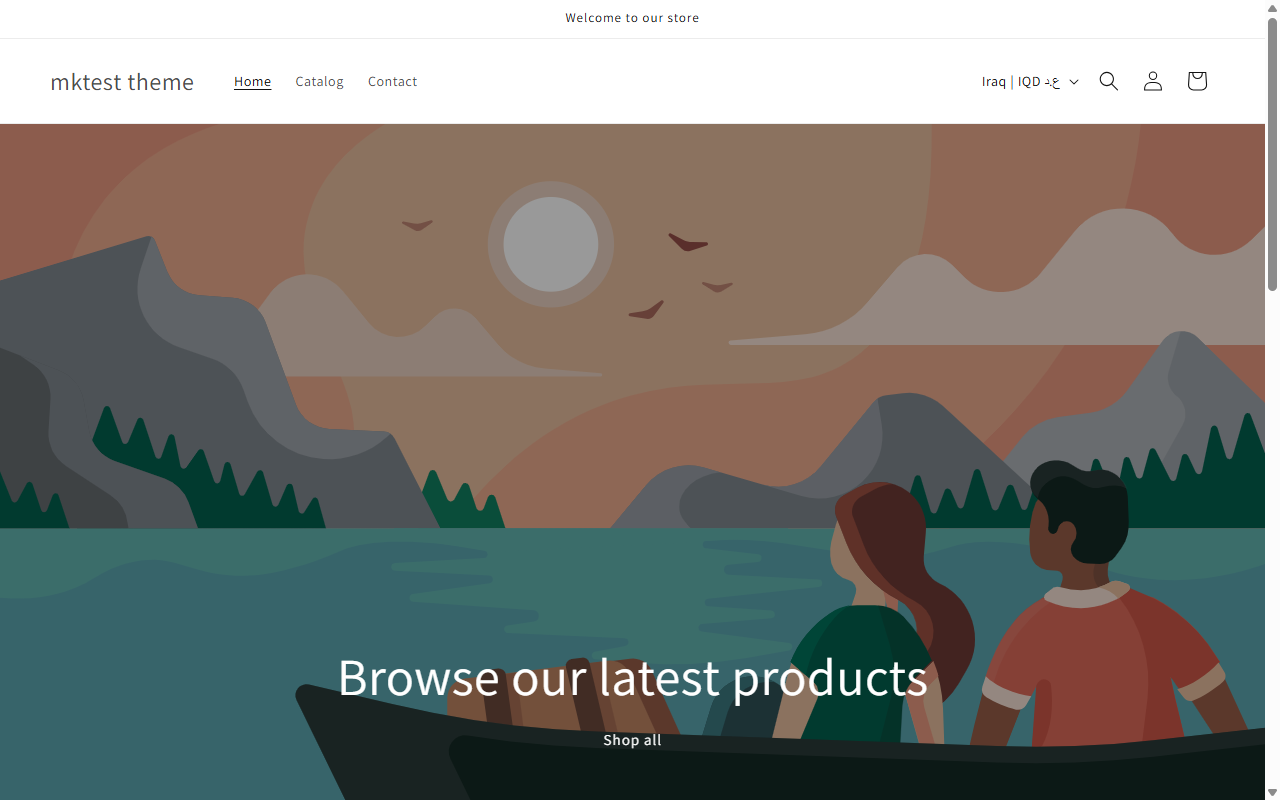 Welcome to our store
mktest theme
Home
Catalog
Contact
Iraq | IQD ع.د
Browse our latest products
Shop all